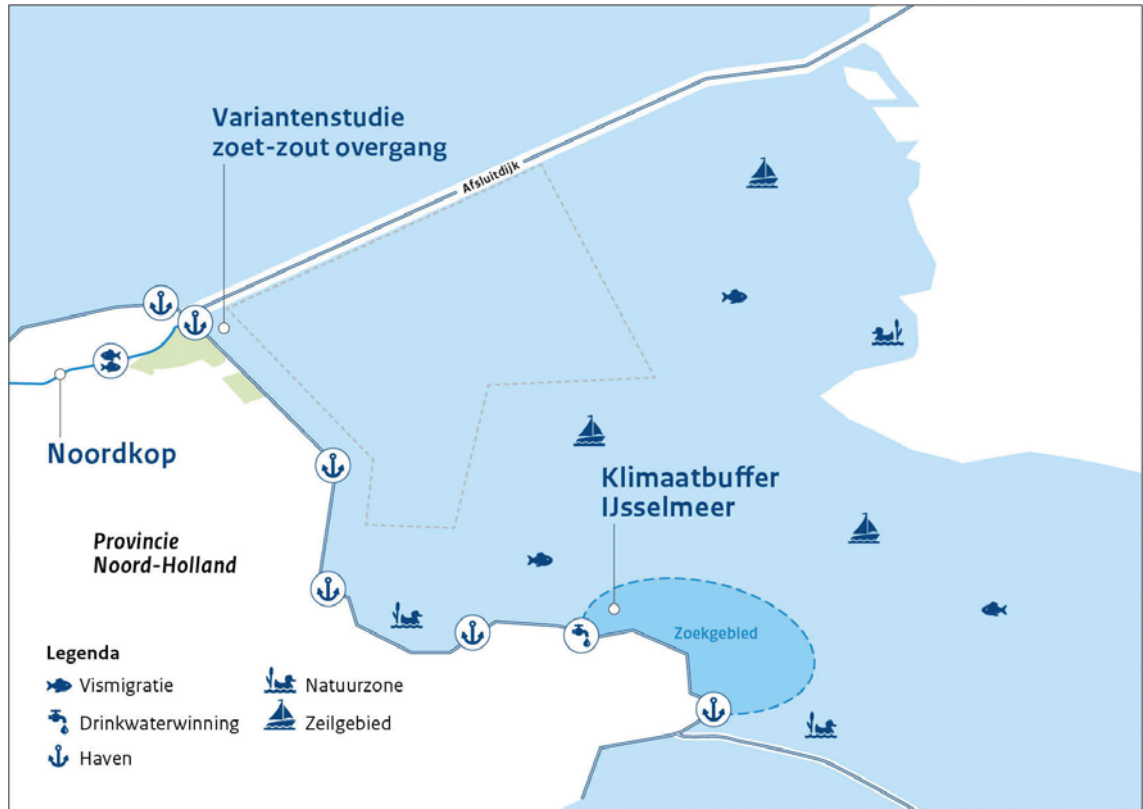 Variantenstudie
zoet-zout overgang
Afsluitdijk
Noordkop
Klimaatbuffer
IJsselmeer
Provincie
Noord-Holland
Zoekgebied
Legenda
Vismigratie
Natuurzone
Drinkwaterwinning
Zeilgebied
Haven